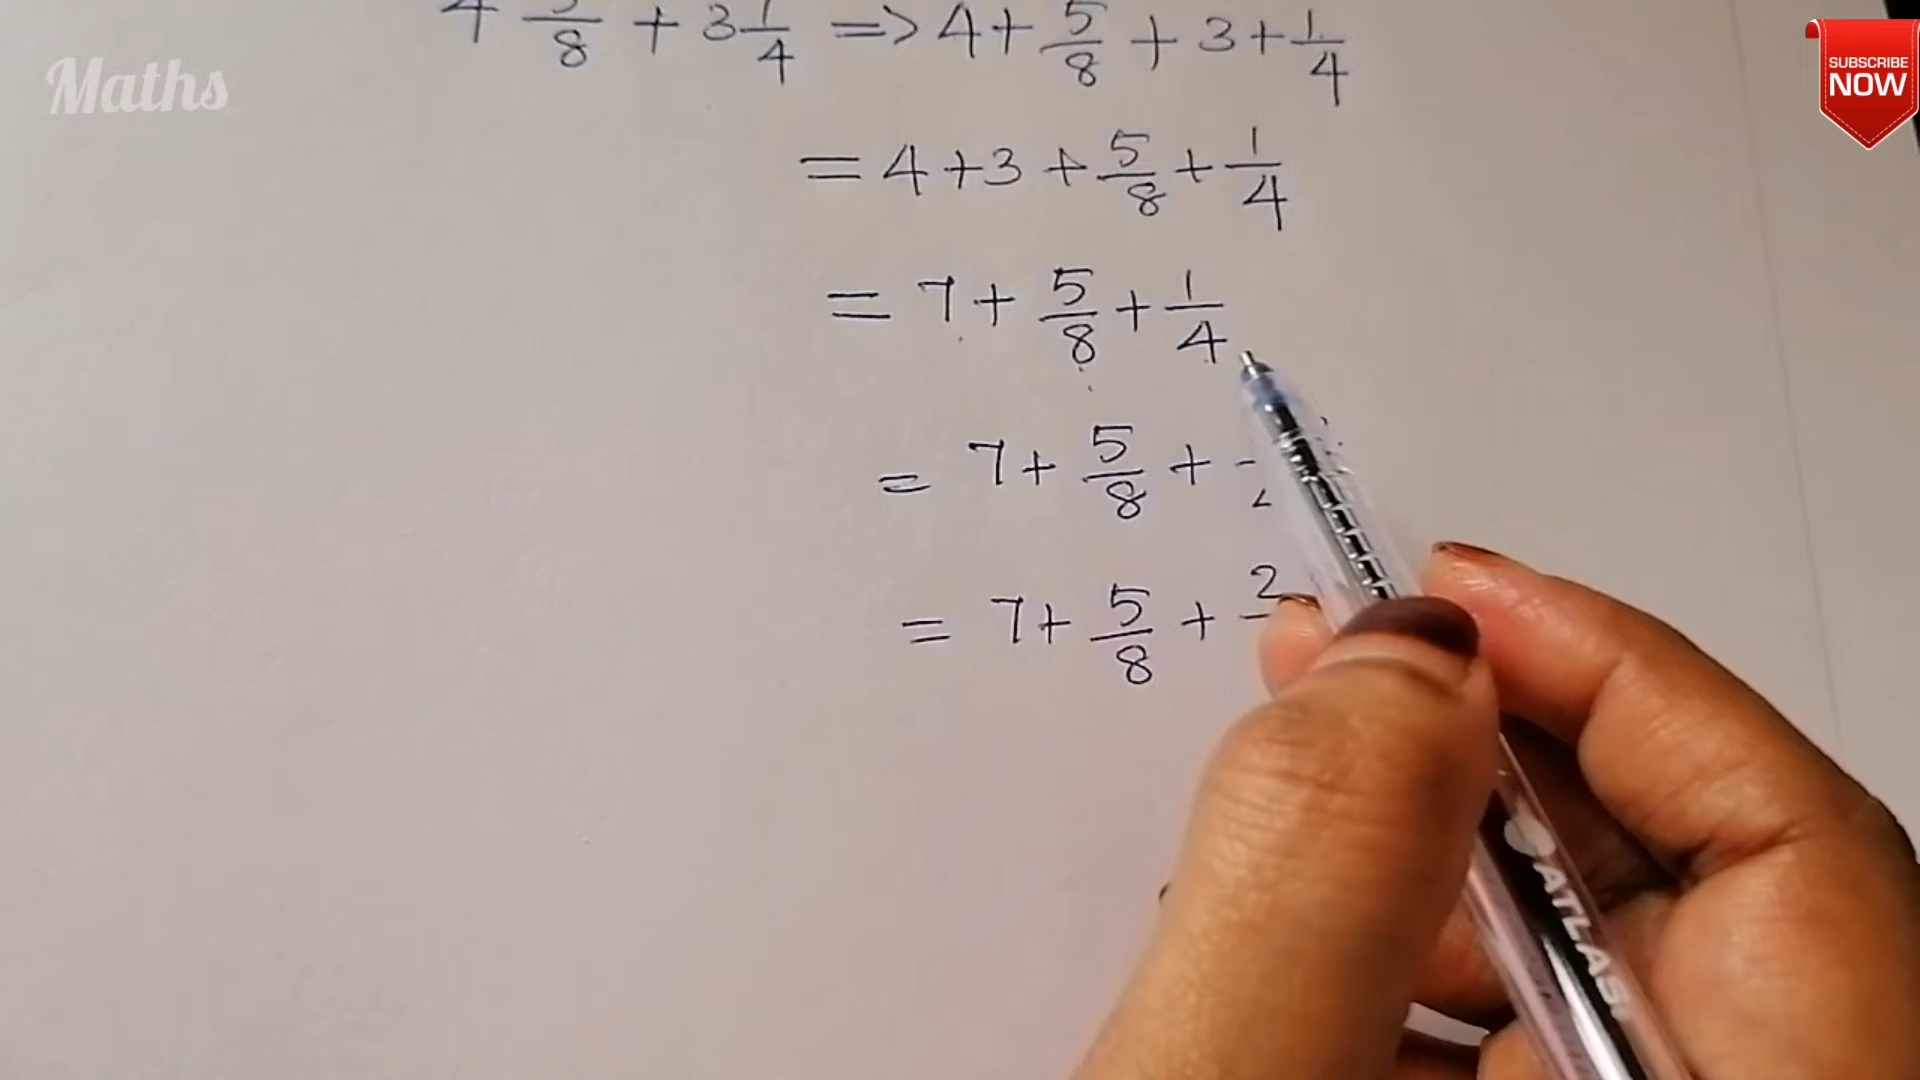 4 5/8 + 3 1/4 => 4 + 5/8 + 3 + 1/4
Maths
SUBSCRIBE
NOW
= 4 + 3 + 5/8 + 1/4
= 7 + 5/8 + 1/4
= 7 + 5/8 +
= 7 + 5/8 + 2
ATLAS